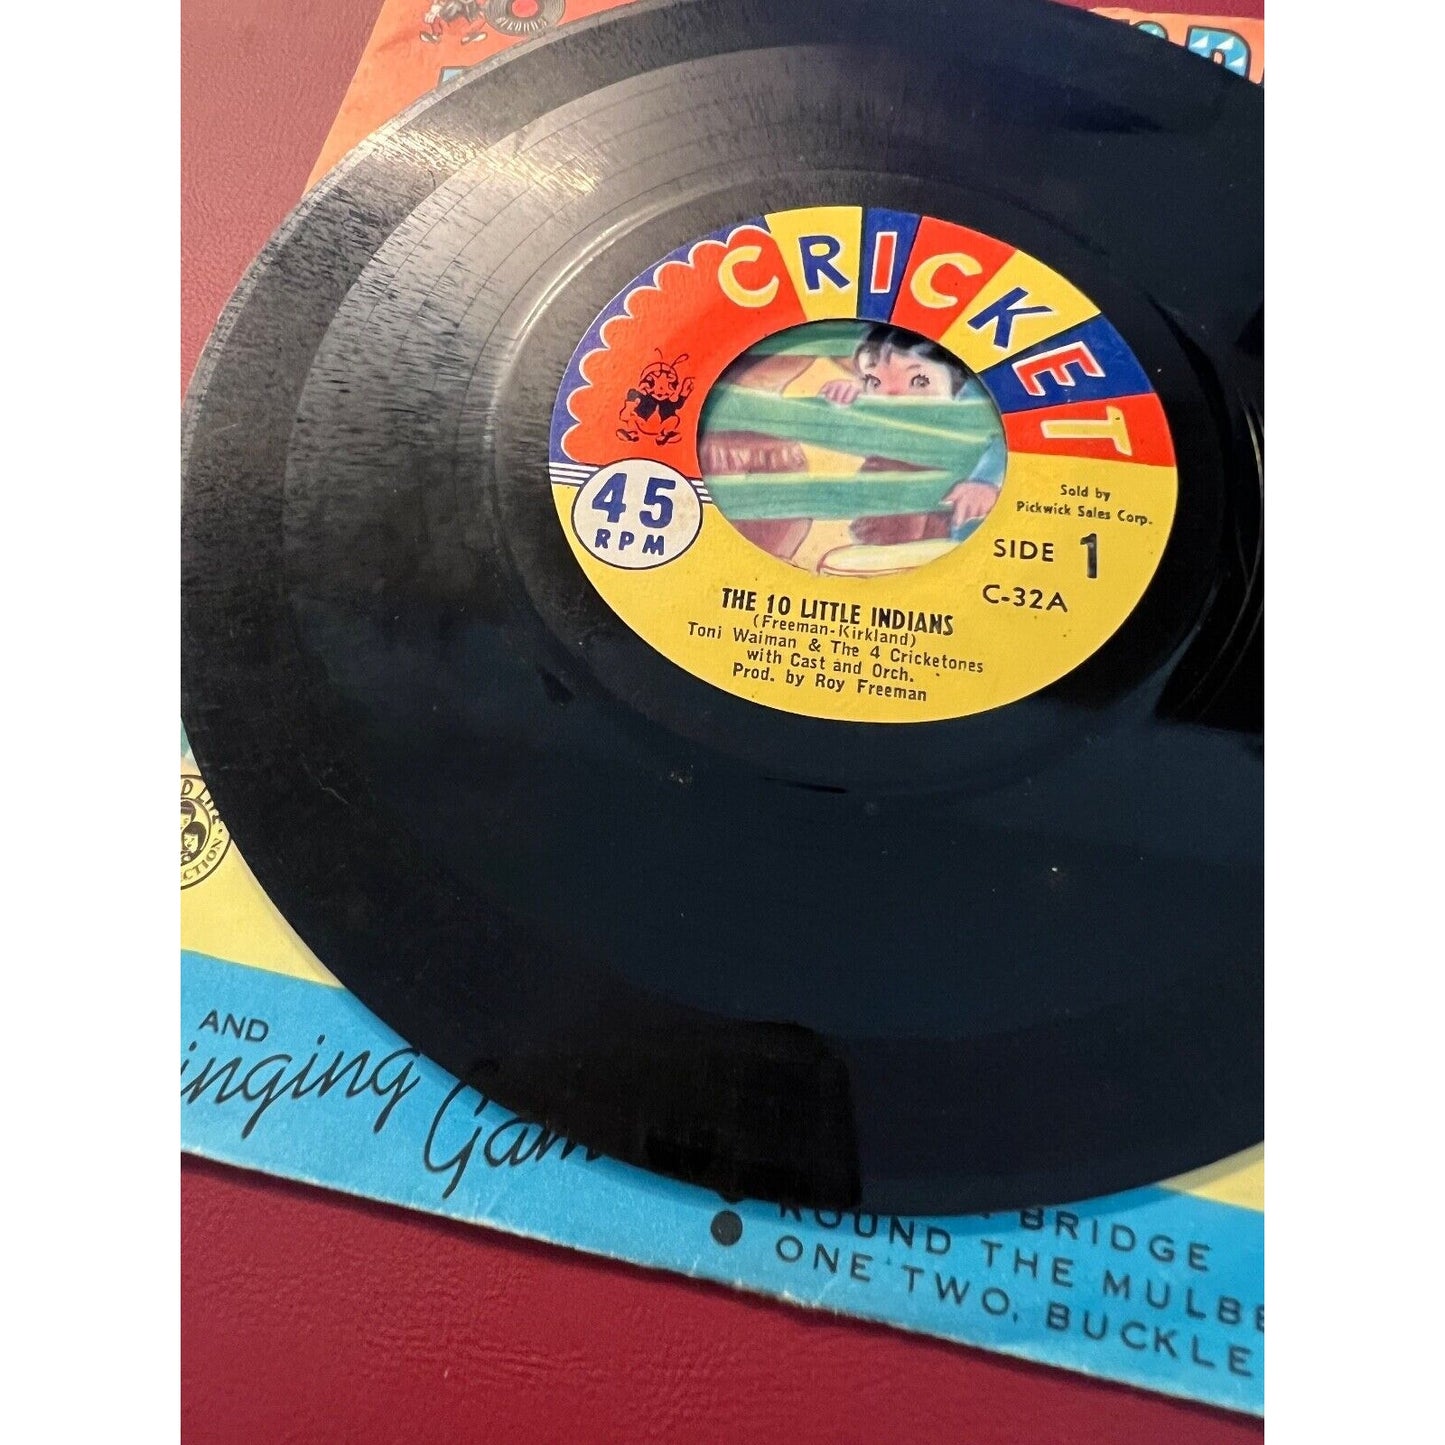 RECORDS
CRICKET
45
RPM
Sold by
Pickwick Sales Corp.
SIDE 1
C-32A
THE 10 LITTLE INDIANS
(Freeman-Kirkland)
Toni Waiman & The 4 Cricketones
with Cast and Orch.
Prod. by Roy Freeman
AND
BRIDGE
ROUND THE MULBE
ONE, TWO, BUCKLE